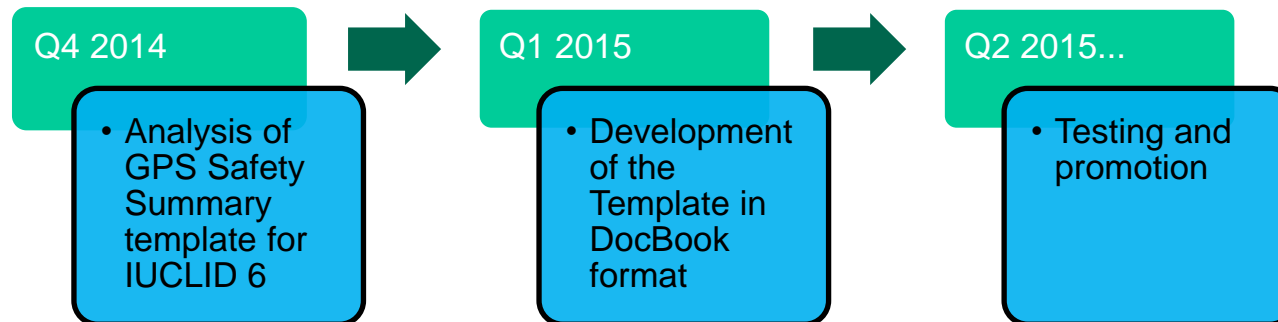 Q4 2014
• Analysis of
GPS Safety
Summary
template for
IUCLID 6
Q1 2015
• Development
of the
Template in
DocBook
format
Q2 2015...
• Testing and
promotion